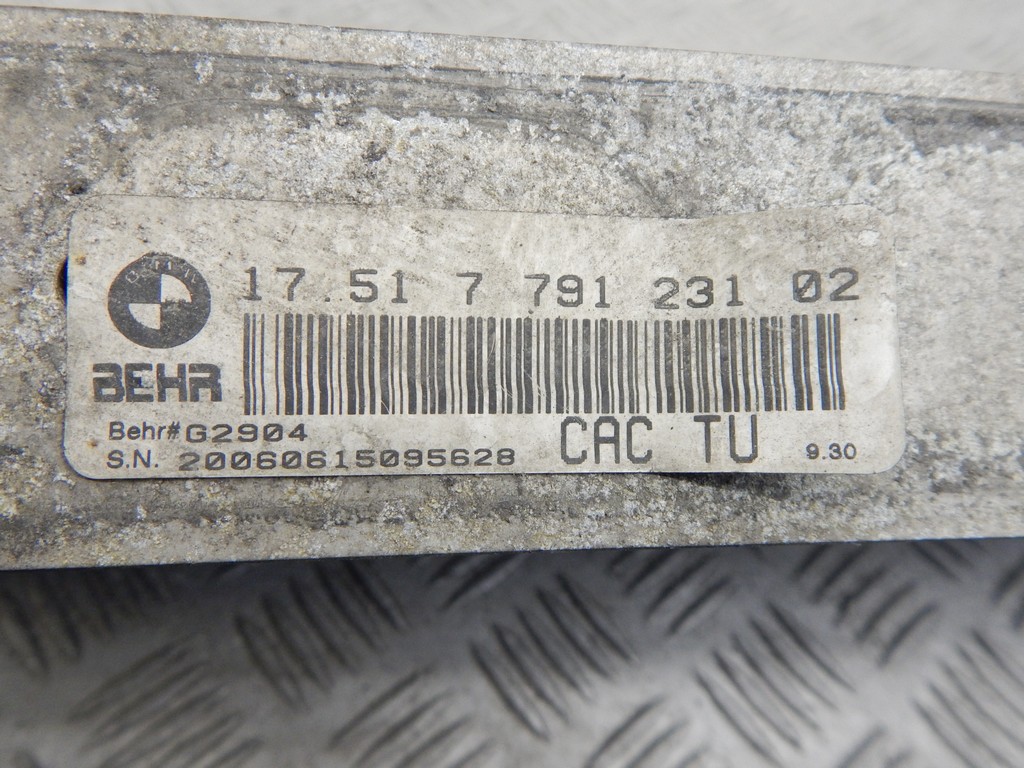 17.51 7 791 231 02
BEHR
Behr# G2904
S.N. 20060615095628
CAC TU
9.30